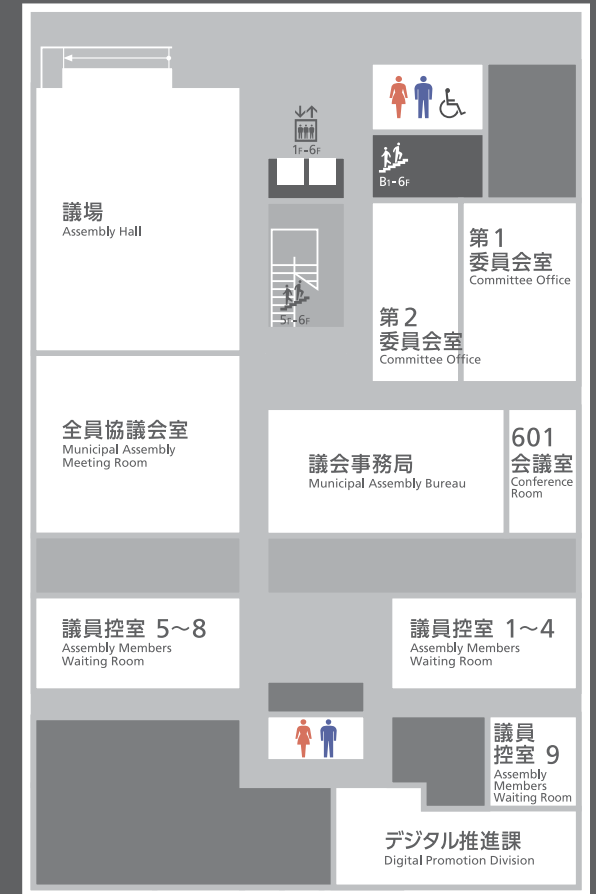 1F-6F
B1-6F
議場
Assembly Hall
第1
委員会室
Committee Office
5F-6F
第2
委員会室
Committee Office
全員協議会室
Municipal Assembly
Meeting Room
議会事務局
Municipal Assembly Bureau
601
会議室
Conference
Room
議員控室 5〜8
Assembly Members
Waiting Room
議員控室 1〜4
Assembly Members
Waiting Room
議員
控室 9
Assembly
Members
Waiting Room
デジタル推進課
Digital Promotion Division